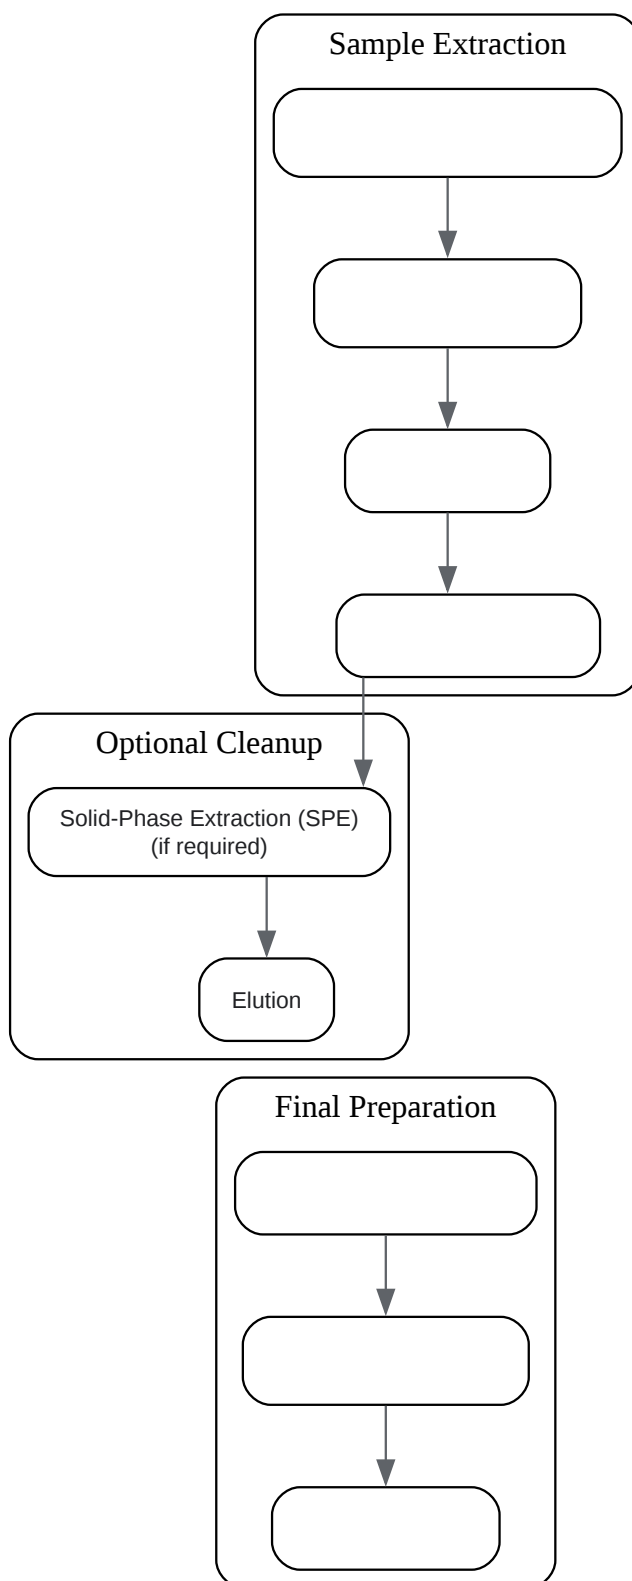 Sample Extraction
Optional Cleanup
Solid-Phase Extraction (SPE)
(if required)
Elution
Final Preparation